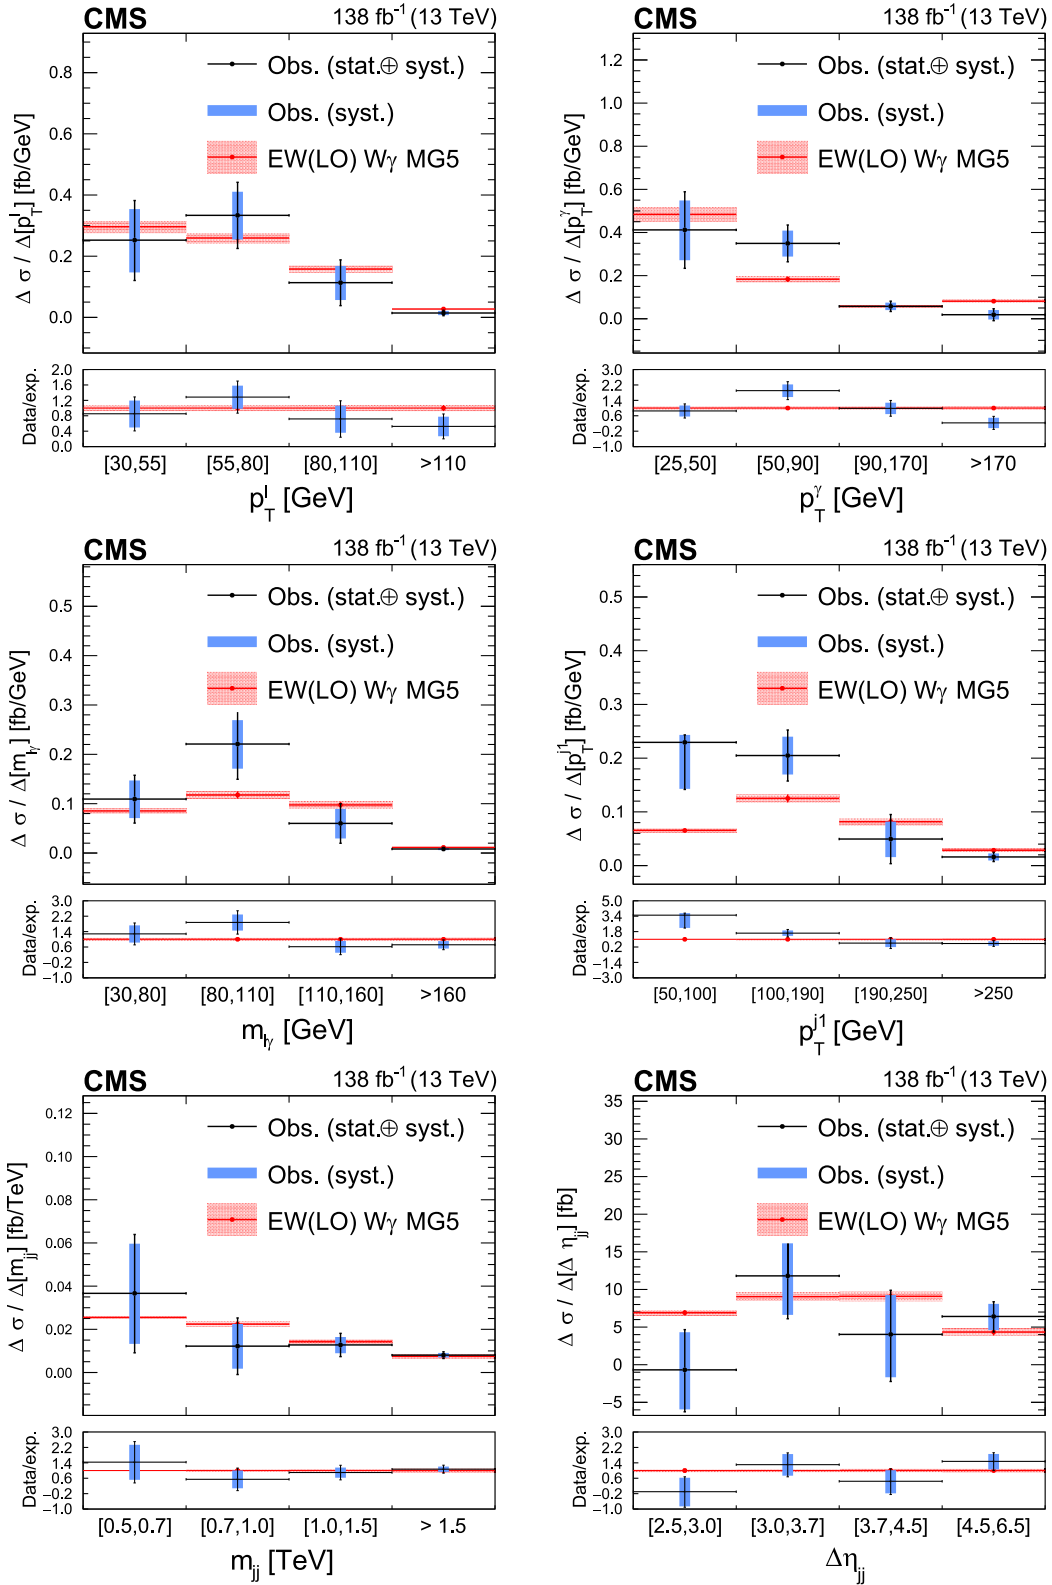 CMS 138 fb⁻¹ (13 TeV)
Δ σ / Δ[p_T^l] [fb/GeV]
0.8
0.6
0.4
0.2
0.0
Obs. (stat.⊕ syst.)
Obs. (syst.)
EW(LO) Wγ MG5
Data/exp.
2.0
1.6
1.2
0.8
0.4
0.0
[30,55] [55,80] [80,110] >110
p_T^l [GeV]
CMS 138 fb⁻¹ (13 TeV)
Δ σ / Δ[p_T^γ] [fb/GeV]
1.2
1.0
0.8
0.6
0.4
0.2
0.0
Obs. (stat.⊕ syst.)
Obs. (syst.)
EW(LO) Wγ MG5
Data/exp.
3.0
2.2
1.4
0.6
−0.2
−1.0
[25,50] [50,90] [90,170] >170
p_T^γ [GeV]
CMS 138 fb⁻¹ (13 TeV)
Δ σ / Δ[m_lγ] [fb/GeV]
0.5
0.4
0.3
0.2
0.1
0.0
Obs. (stat.⊕ syst.)
Obs. (syst.)
EW(LO) Wγ MG5
Data/exp.
3.0
2.2
1.4
0.6
−0.2
−1.0
[30,80] [80,110] [110,160] >160
m_lγ [GeV]
CMS 138 fb⁻¹ (13 TeV)
Δ σ / Δ[p_T^j1] [fb/GeV]
0.5
0.4
0.3
0.2
0.1
0.0
Obs. (stat.⊕ syst.)
Obs. (syst.)
EW(LO) Wγ MG5
Data/exp.
5.0
3.4
1.8
0.2
−1.4
−3.0
[50,100] [100,190] [190,250] >250
p_T^j1 [GeV]
CMS 138 fb⁻¹ (13 TeV)
Δ σ / Δ[m_jj] [fb/TeV]
0.12
0.10
0.08
0.06
0.04
0.02
0.00
Obs. (stat.⊕ syst.)
Obs. (syst.)
EW(LO) Wγ MG5
Data/exp.
3.0
2.2
1.4
0.6
−0.2
−1.0
[0.5,0.7] [0.7,1.0] [1.0,1.5] > 1.5
m_jj [TeV]
CMS 138 fb⁻¹ (13 TeV)
Δ σ / Δ[Δ η_jj] [fb]
35
30
25
20
15
10
5
0
−5
Obs. (stat.⊕ syst.)
Obs. (syst.)
EW(LO) Wγ MG5
Data/exp.
3.0
2.2
1.4
0.6
−0.2
−1.0
[2.5,3.0] [3.0,3.7] [3.7,4.5] [4.5,6.5]
Δη_jj